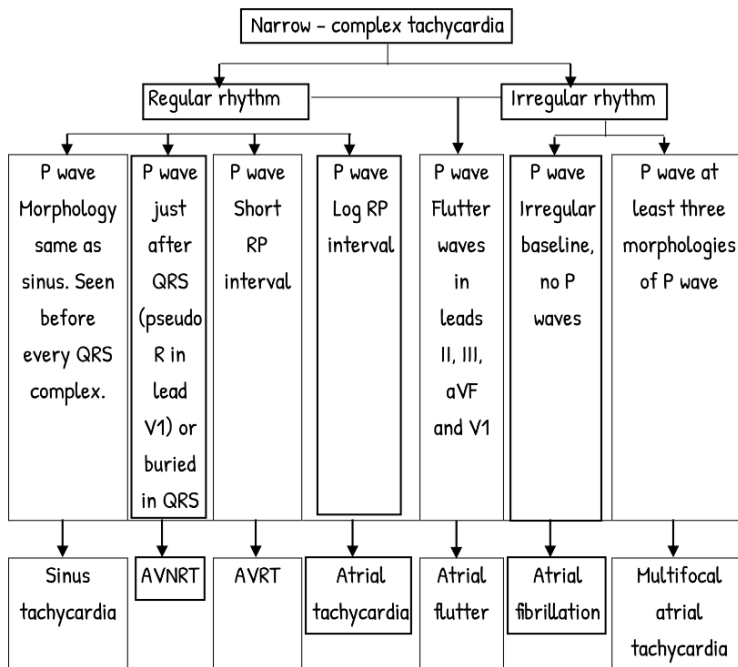 Narrow – complex tachycardia
Regular rhythm
Irregular rhythm
P wave
Morphology
same as
sinus. Seen
before
every QRS
complex.
P wave
just
after
QRS
(pseudo
R in
lead
V1) or
buried
in QRS
P wave
Short
RP
interval
P wave
Log RP
interval
P wave
Flutter
waves
in
leads
II, III,
aVF
and V1
P wave
Irregular
baseline,
no P
waves
P wave at
least three
morphologies
of P wave
Sinus
tachycardia
AVNRT
AVRT
Atrial
tachycardia
Atrial
flutter
Atrial
fibrillation
Multifocal
atrial
tachycardia